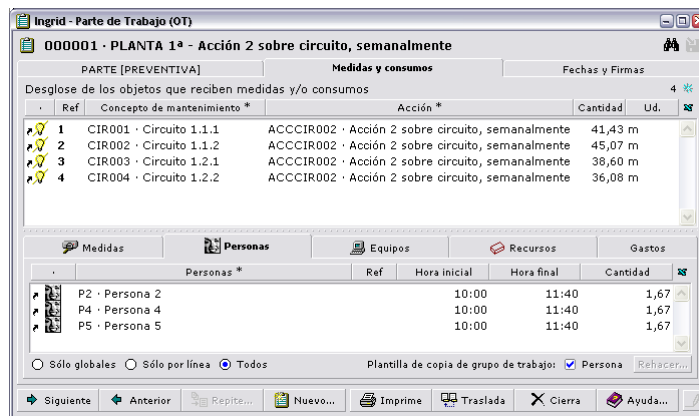 Ingrid - Parte de Trabajo (OT)
000001 · PLANTA 1ª - Acción 2 sobre circuito, semanalmente
PARTE [PREVENTIVA] Medidas y consumos Fechas y Firmas
Desglose de los objetos que reciben medidas y/o consumos 4
· Ref Concepto de mantenimiento * Acción * Cantidad Ud.
1 CIR001 · Circuito 1.1.1 ACCCIR002 · Acción 2 sobre circuito, semanalmente 41,43 m
2 CIR002 · Circuito 1.1.2 ACCCIR002 · Acción 2 sobre circuito, semanalmente 45,07 m
3 CIR003 · Circuito 1.2.1 ACCCIR002 · Acción 2 sobre circuito, semanalmente 38,60 m
4 CIR004 · Circuito 1.2.2 ACCCIR002 · Acción 2 sobre circuito, semanalmente 36,08 m
Medidas Personas Equipos Recursos Gastos
· Personas * Ref Hora inicial Hora final Cantidad
P2 · Persona 2 10:00 11:40 1,67
P4 · Persona 4 10:00 11:40 1,67
P5 · Persona 5 10:00 11:40 1,67
Sólo globales Sólo por línea Todos Plantilla de copia de grupo de trabajo: Persona Rehacer...
Siguiente Anterior Repite... Nuevo... Imprime Traslada Cierra Ayuda...